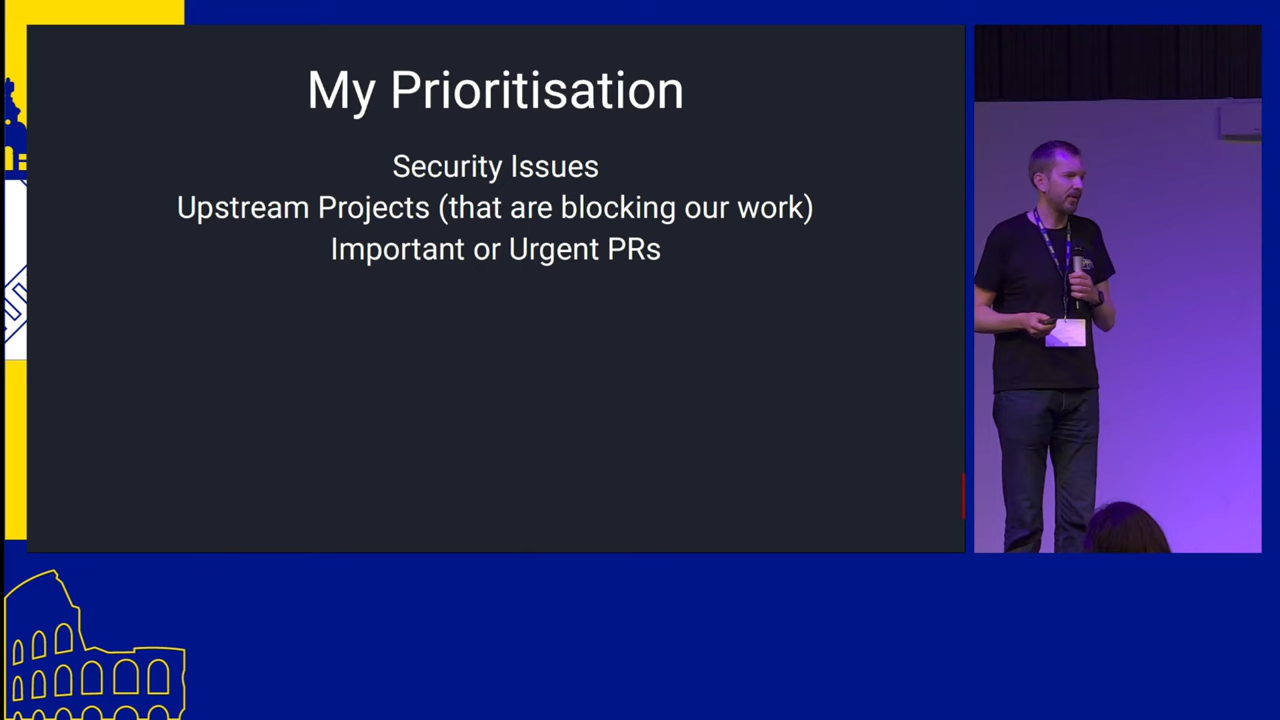 My Prioritisation
Security Issues
Upstream Projects (that are blocking our work)
Important or Urgent PRs